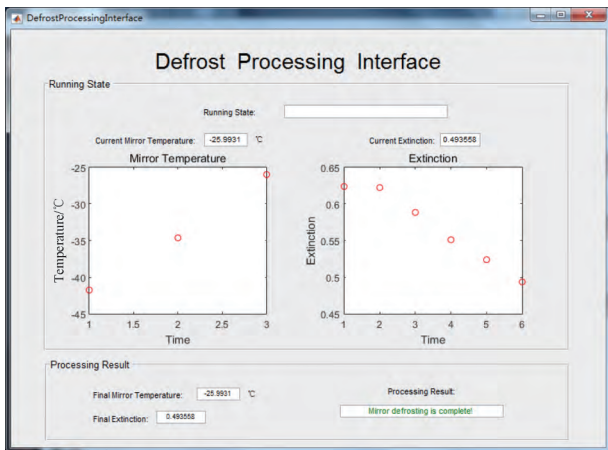 DefrostProcessingInterface
Defrost Processing Interface
Running State
Running State:
Current Mirror Temperature: -25.9931 ℃
Current Extinction: 0.493558
Mirror Temperature
-25
-30
-35
-40
-45
Temperature/℃
1 1.5 2 2.5 3
Time
Extinction
0.65
0.6
0.55
0.5
0.45
Extinction
1 2 3 4 5 6
Time
Processing Result
Final Mirror Temperature: -25.9931 ℃
Final Extinction: 0.493558
Processing Result:
Mirror defrosting is complete!